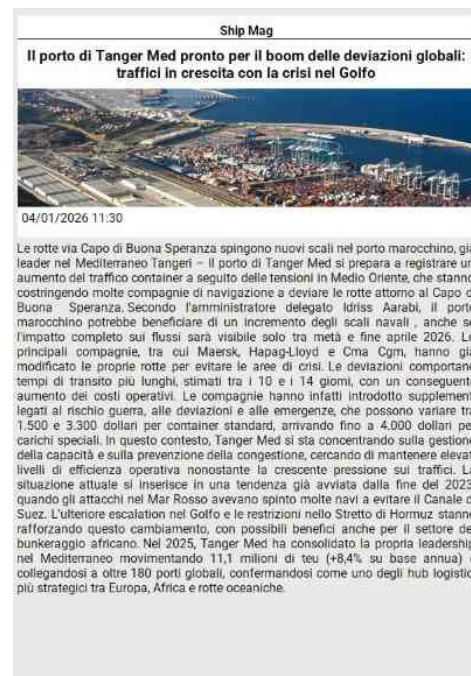 Ship Mag
Il porto di Tanger Med pronto per il boom delle deviazioni globali:
traffici in crescita con la crisi nel Golfo
04/01/2026 11:30
Le rotte via Capo di Buona Speranza spingono nuovi scali nel porto marocchino, già
leader nel Mediterraneo Tangeri – Il porto di Tanger Med si prepara a registrare un
aumento del traffico container a seguito delle tensioni in Medio Oriente, che stanno
costringendo molte compagnie di navigazione a deviare le rotte attorno al Capo di
Buona Speranza. Secondo l'amministratore delegato Idriss Aarabi, il porto
marocchino potrebbe beneficiare di un incremento degli scali navali , anche se
l'impatto completo sui flussi sarà visibile solo tra metà e fine aprile 2026. Le
principali compagnie, tra cui Maersk, Hapag-Lloyd e Cma Cgm, hanno già
modificato le proprie rotte per evitare le aree di crisi. Le deviazioni comportano
tempi di transito più lunghi, stimati tra i 10 e i 14 giorni, con un conseguente
aumento dei costi operativi. Le compagnie hanno infatti introdotto supplementi
legati al rischio guerra, alle deviazioni e alle emergenze, che possono variare tra
1.500 e 3.300 dollari per container standard, arrivando fino a 4.000 dollari per
carichi speciali. In questo contesto, Tanger Med si sta concentrando sulla gestione
della capacità e sulla prevenzione della congestione, cercando di mantenere elevati
livelli di efficienza operativa nonostante la crescente pressione sui traffici. La
situazione attuale si inserisce in una tendenza già avviata dalla fine del 2023,
quando gli attacchi nel Mar Rosso avevano spinto molte navi a evitare il Canale di
Suez. L'ulteriore escalation nel Golfo e le restrizioni nello Stretto di Hormuz stanno
rafforzando questo cambiamento, con possibili benefici anche per il settore del
bunkeraggio africano. Nel 2025, Tanger Med ha consolidato la propria leadership
nel Mediterraneo movimentando 11,1 milioni di teu (+8,4% su base annua) e
collegandosi a oltre 180 porti globali, confermandosi come uno degli hub logistici
più strategici tra Europa, Africa e rotte oceaniche.